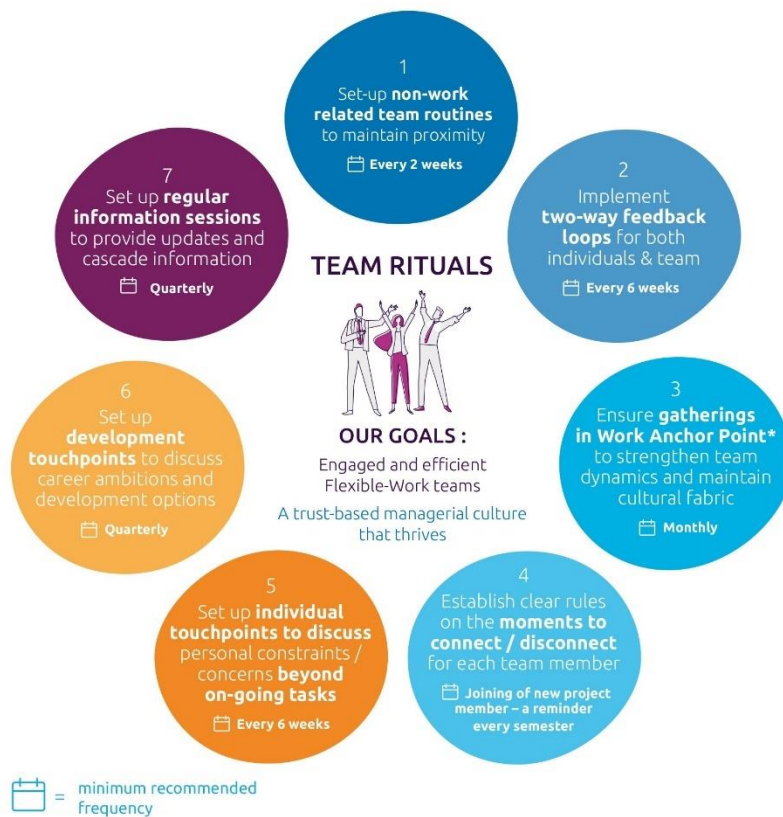 1
Set-up non-work
related team routines
to maintain proximity
Every 2 weeks
2
Implement
two-way feedback
loops for both
individuals & team
Every 6 weeks
3
Ensure gatherings
in Work Anchor Point*
to strengthen team
dynamics and maintain
cultural fabric
Monthly
4
Establish clear rules
on the moments to
connect / disconnect
for each team member
Joining of new project
member – a reminder
every semester
5
Set up individual
touchpoints to discuss
personal constraints /
concerns beyond
on-going tasks
Every 6 weeks
6
Set up
development
touchpoints to discuss
career ambitions and
development options
Quarterly
7
Set up regular
information sessions
to provide updates and
cascade information
Quarterly
TEAM RITUALS
OUR GOALS :
Engaged and efficient
Flexible-Work teams
A trust-based managerial culture
that thrives
= minimum recommended
frequency